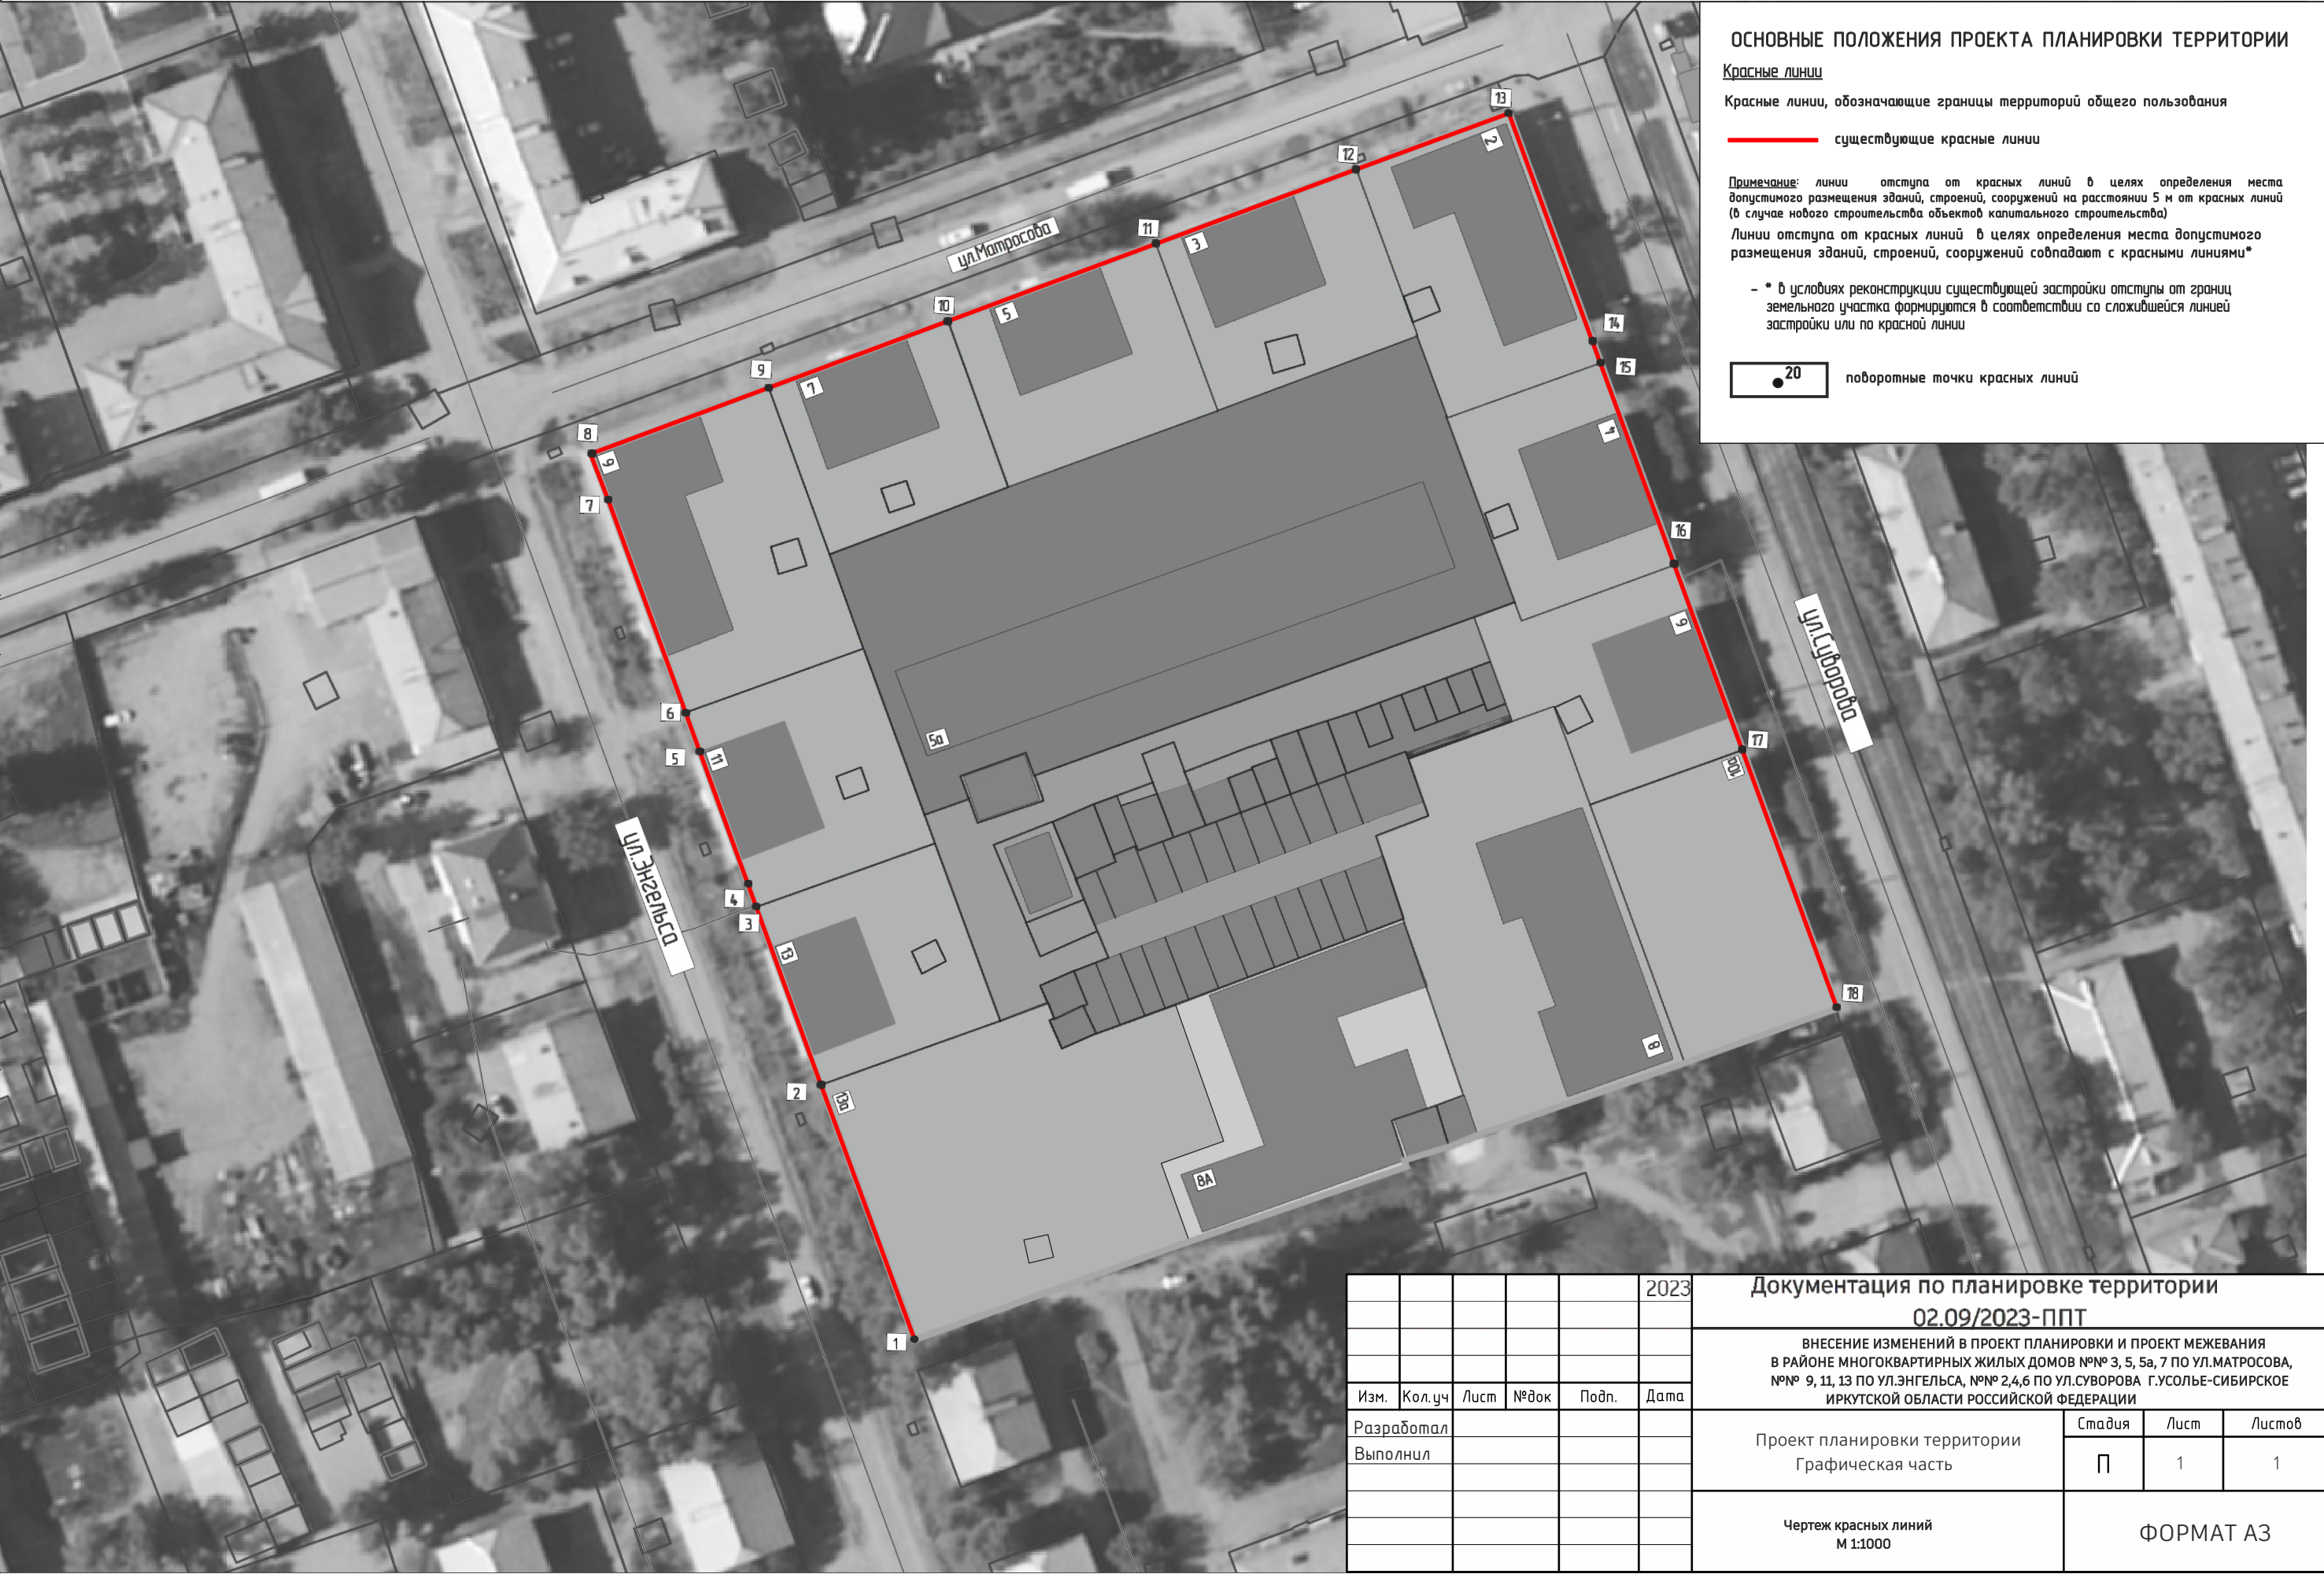 ОСНОВНЫЕ ПОЛОЖЕНИЯ ПРОЕКТА ПЛАНИРОВКИ ТЕРРИТОРИИ
Красные линии
Красные линии, обозначающие границы территорий общего пользования
существующие красные линии
Примечание: линии отступа от красных линий в целях определения места
допустимого размещения зданий, строений, сооружений на расстоянии 5 м от красных линий
(в случае нового строительства объектов капитального строительства)
Линии отступа от красных линий в целях определения места допустимого
размещения зданий, строений, сооружений совпадают с красными линиями*
- * в условиях реконструкции существующей застройки отступы от границ
земельного участка формируются в соответствии со сложившейся линией
застройки или по красной линии
20
поворотные точки красных линий
13
2
12
11
3
ул.Матросова
10
5
14
15
9
7
8
9
7
1
16
6
ул.Суворова
6
5а
17
5
11
10а
ул.Энгельса
4
3
13
18
8
2
13а
8А
1
2023
Документация по планировке территории
02.09/2023-ППТ
ВНЕСЕНИЕ ИЗМЕНЕНИЙ В ПРОЕКТ ПЛАНИРОВКИ И ПРОЕКТ МЕЖЕВАНИЯ
В РАЙОНЕ МНОГОКВАРТИРНЫХ ЖИЛЫХ ДОМОВ №№ 3, 5, 5а, 7 ПО УЛ.МАТРОСОВА,
№№ 9, 11, 13 ПО УЛ.ЭНГЕЛЬСА, №№ 2,4,6 ПО УЛ.СУВОРОВА Г.УСОЛЬЕ-СИБИРСКОЕ
ИРКУТСКОЙ ОБЛАСТИ РОССИЙСКОЙ ФЕДЕРАЦИИ
Изм. Кол.уч Лист №док Подп. Дата
Разработал
Выполнил
Проект планировки территории
Графическая часть
Стадия Лист Листов
П 1 1
Чертеж красных линий
М 1:1000
ФОРМАТ А3